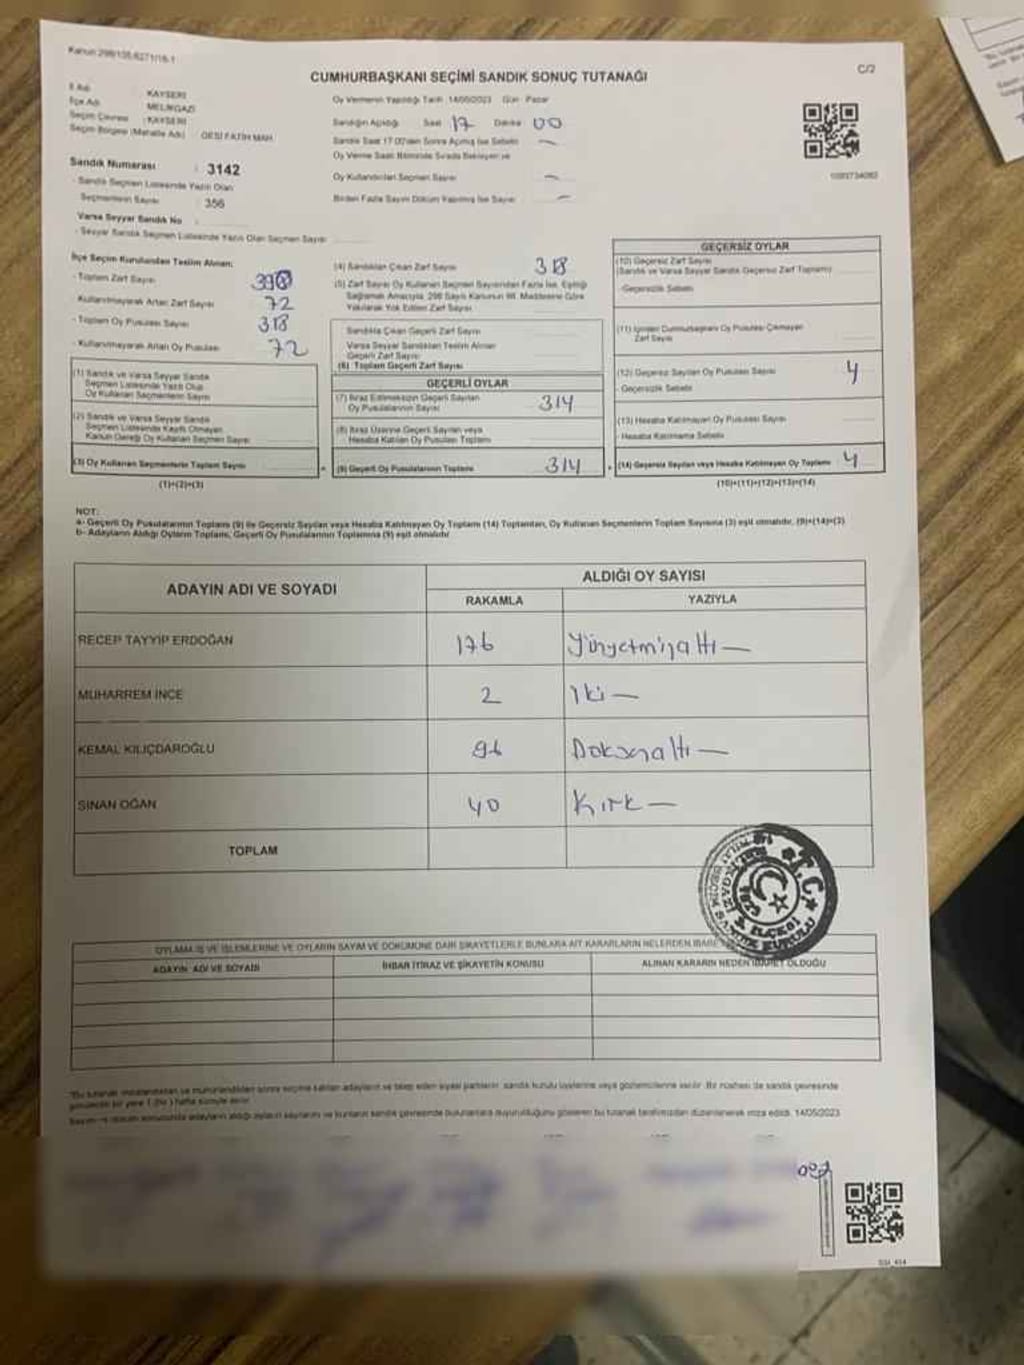 Kanun 298/105,6271/16-1
C/2
CUMHURBAŞKANI SEÇİMİ SANDIK SONUÇ TUTANAĞI
İl Adı : KAYSERİ
İlçe Adı : MELİKGAZİ
Seçim Çevresi : KAYSERİ
Seçim Bölgesi (Mahalle Adı) : GESİ FATİH MAH.
Sandık Numarası : 3142
- Sandık Seçmen Listesinde Yazılı Olan
Seçmenlerin Sayısı : 356
Varsa Seyyar Sandık No :
- Seyyar Sandık Seçmen Listesinde Yazılı Olan Seçmen Sayısı
Oy Vermenin Yapıldığı Tarih : 14/05/2023 Gün : Pazar
Sandığın Açıldığı Saat 17 Dakika 00
Sandık Saat 17.00'den Sonra Açılmış İse Sebebi —
Oy Verme Saati Bitiminde Sırada Bekleyen ve
Oy Kullandırılan Seçmen Sayısı —
Birden Fazla Sayım Döküm Yapılmış İse Sayısı —
İlçe Seçim Kurulundan Teslim Alınan:
- Toplam Zarf Sayısı
- Kullanılmayarak Artan Zarf Sayısı 72
- Toplam Oy Pusulası Sayısı 318
- Kullanılmayarak Artan Oy Pusulası 72
(1) Sandık ve Varsa Seyyar Sandık
Seçmen Listesinde Yazılı Olup
Oy Kullanan Seçmenlerin Sayısı
(2) Sandık ve Varsa Seyyar Sandık
Seçmen Listesinde Kayıtlı Olmayan
Kanun Gereği Oy Kullanan Seçmen Sayısı
(3) Oy Kullanan Seçmenlerin Toplam Sayısı
(1)+(2)=(3)
(4) Sandıktan Çıkan Zarf Sayısı 318
(5) Zarf Sayısı Oy Kullanan Seçmen Sayısından Fazla İse, Eşitliği
Sağlamak Amacıyla, 298 Sayılı Kanunun 98. Maddesine Göre
Yakılarak Yok Edilen Zarf Sayısı
Sandıkta Çıkan Geçerli Zarf Sayısı
Varsa Seyyar Sandıktan Teslim Alınan
Geçerli Zarf Sayısı
(6) Toplam Geçerli Zarf Sayısı
GEÇERLİ OYLAR
(7) İtiraz Edilmeksizin Geçerli Sayılan
Oy Pusulalarının Sayısı 314
(8) İtiraz Üzerine Geçerli Sayılan veya
Hesaba Katılan Oy Pusulası Toplamı
(9) Geçerli Oy Pusulalarının Toplamı 314
GEÇERSİZ OYLAR
(10) Geçersiz Zarf Sayısı
(Sandık ve Varsa Seyyar Sandık Geçersiz Zarf Toplamı)
-Geçersizlik Sebebi
(11) İçinden Cumhurbaşkanı Oy Pusulası Çıkmayan
Zarf Sayısı
(12) Geçersiz Sayılan Oy Pusulası Sayısı 4
- Geçersizlik Sebebi
(13) Hesaba Katılmayan Oy Pusulası Sayısı
- Hesaba Katılmama Sebebi
(14) Geçersiz Sayılan veya Hesaba Katılmayan Oy Toplamı 4
(10)+(11)+(12)+(13)=(14)
NOT:
a- Geçerli Oy Pusulalarının Toplamı (9) ile Geçersiz Sayılan veya Hesaba Katılmayan Oy Toplamı (14) Toplamları, Oy Kullanan Seçmenlerin Toplam Sayısına (3) eşit olmalıdır. (9)+(14)=(3)
b- Adayların Aldığı Oyların Toplamı, Geçerli Oy Pusulalarının Toplamına (9) eşit olmalıdır.
ADAYIN ADI VE SOYADI
ALDIĞI OY SAYISI
RAKAMLA YAZIYLA
RECEP TAYYİP ERDOĞAN 176 Yüzyetmişaltı —
MUHARREM İNCE 2 İki —
KEMAL KILIÇDAROĞLU 96 Doksanaltı —
SİNAN OĞAN 40 Kırk —
TOPLAM
OYLAMA İŞ VE İŞLEMLERİNE VE OYLARIN SAYIM VE DÖKÜMÜNE DAİR ŞİKAYETLERLE BUNLARA AİT KARARLARIN NELERDEN İBARE
ADAYIN ADI VE SOYADI İHBAR İTİRAZ VE ŞİKAYETİN KONUSU ALINAN KARARIN NEDEN İBARET OLDUĞU
T.C.